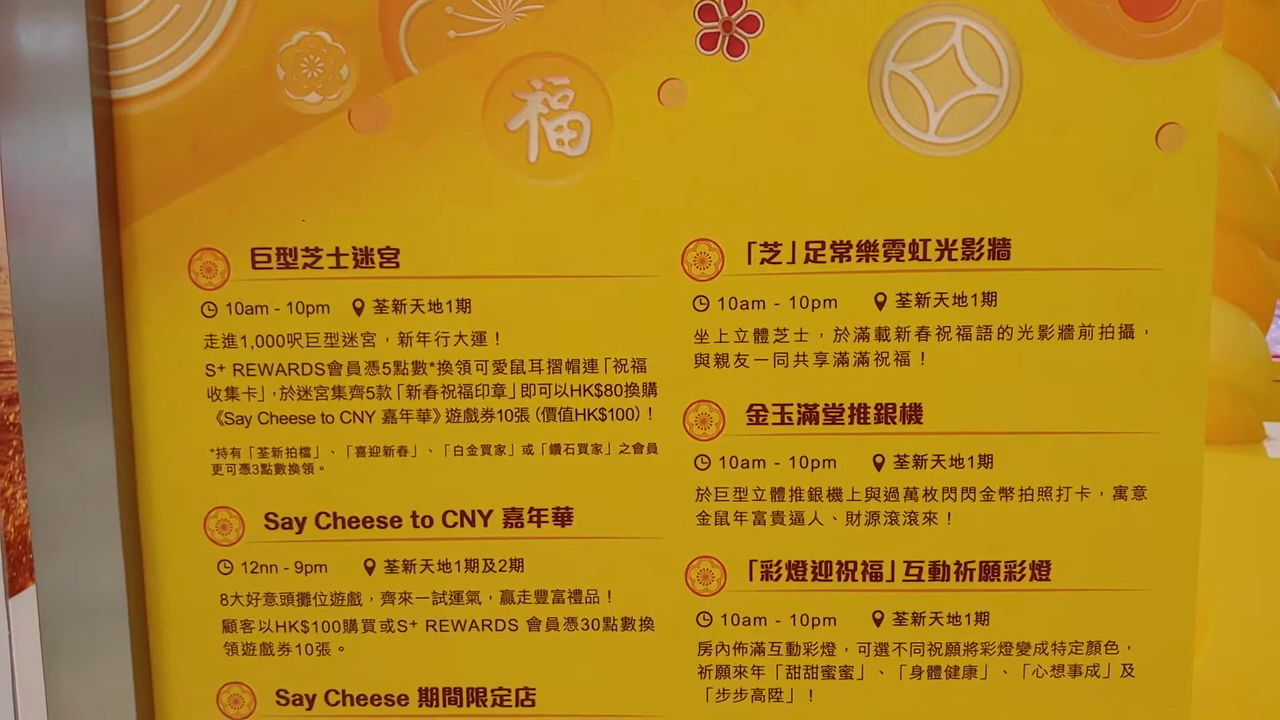 福
巨型芝士迷宮
10am - 10pm 荃新天地1期
走進1,000呎巨型迷宮，新年行大運！
S⁺ REWARDS會員憑5點數*換領可愛鼠耳摺帽連「祝福
收集卡」，於迷宮集齊5款「新春祝福印章」即可以HK$80換購
《Say Cheese to CNY 嘉年華》遊戲券10張（價值HK$100）！
*持有「荃新拍檔」、「喜迎新春」、「白金買家」或「鑽石買家」之會員
更可憑3點數換領。
Say Cheese to CNY 嘉年華
12nn - 9pm 荃新天地1期及2期
8大好意頭攤位遊戲，齊來一試運氣，贏走豐富禮品！
顧客以HK$100購買或S⁺ REWARDS 會員憑30點數換
領遊戲券10張。
Say Cheese 期間限定店
「芝」足常樂霓虹光影牆
10am - 10pm 荃新天地1期
坐上立體芝士，於滿載新春祝福語的光影牆前拍攝，
與親友一同共享滿滿祝福！
金玉滿堂推銀機
10am - 10pm 荃新天地1期
於巨型立體推銀機上與過萬枚閃閃金幣拍照打卡，寓意
金鼠年富貴逼人、財源滾滾來！
「彩燈迎祝福」互動祈願彩燈
10am - 10pm 荃新天地1期
房內佈滿互動彩燈，可選不同祝願將彩燈變成特定顏色，
祈願來年「甜甜蜜蜜」、「身體健康」、「心想事成」及
「步步高陞」！